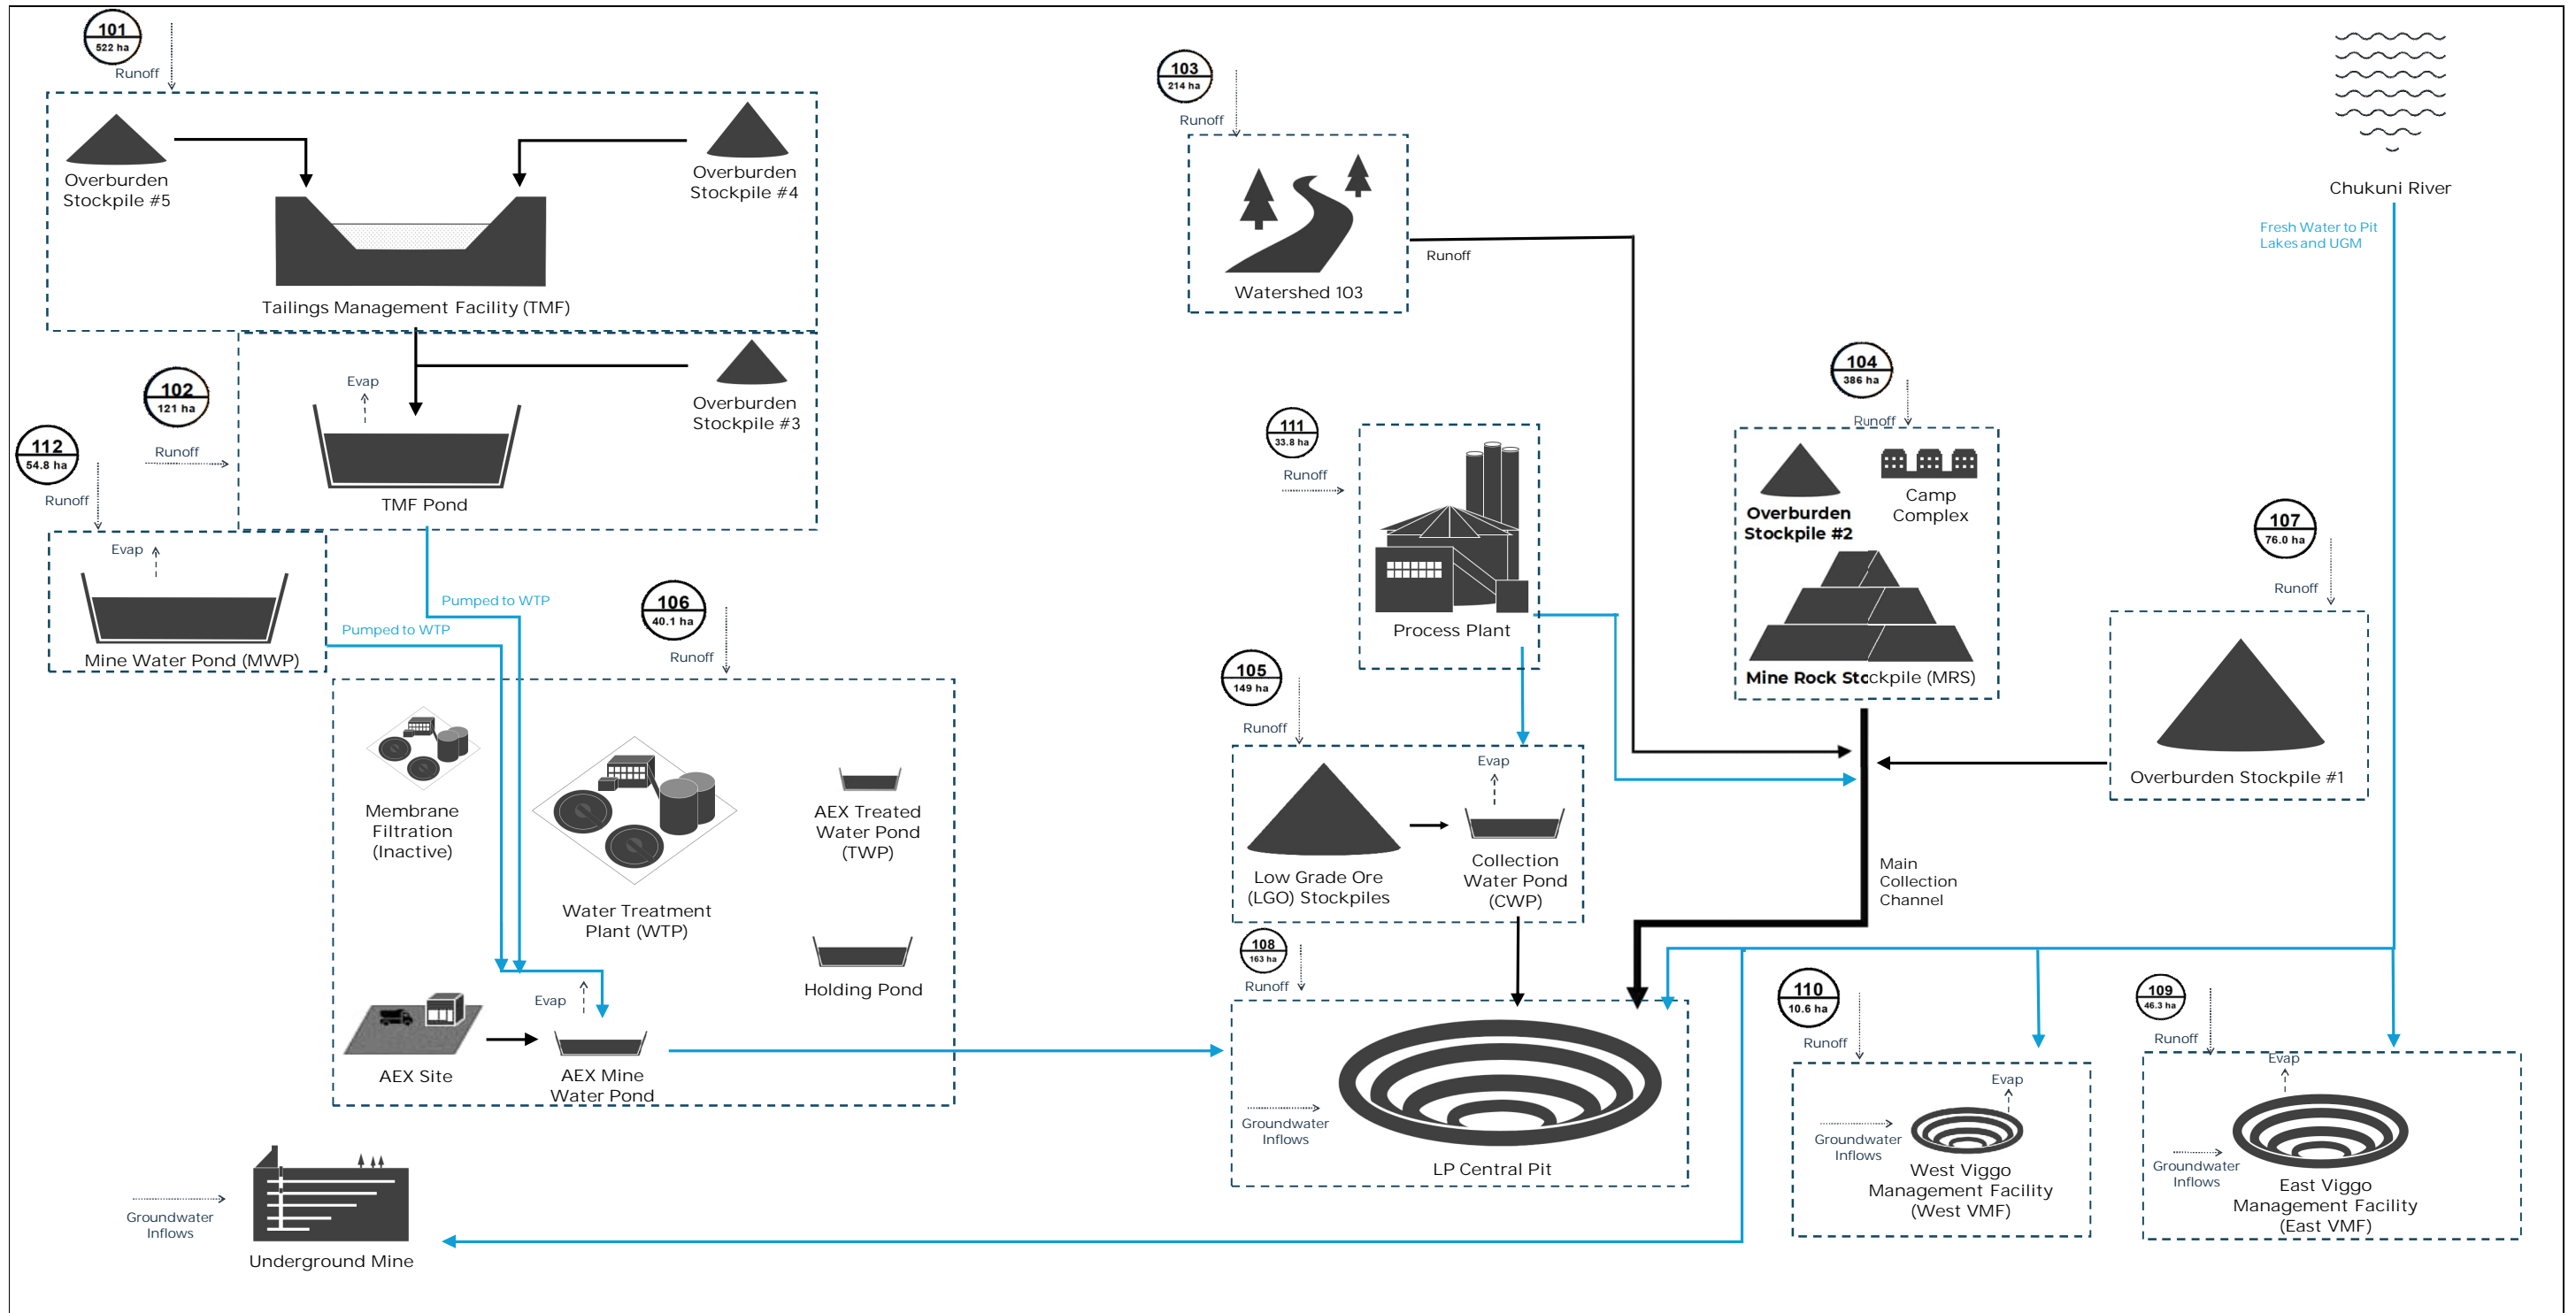 101
522 ha
Runoff
Overburden
Stockpile #5
Overburden
Stockpile #4
Tailings Management Facility (TMF)
102
121 ha
Runoff
Evap
Overburden
Stockpile #3
TMF Pond
112
54.8 ha
Runoff
Evap
Mine Water Pond (MWP)
Pumped to WTP
Pumped to WTP
106
40.1 ha
Runoff
Membrane
Filtration
(Inactive)
Water Treatment
Plant (WTP)
AEX Treated
Water Pond
(TWP)
Holding Pond
Evap
AEX Site
AEX Mine
Water Pond
Groundwater
Inflows
Underground Mine
103
214 ha
Runoff
Watershed 103
Runoff
111
33.8 ha
Runoff
Process Plant
105
149 ha
Runoff
Low Grade Ore
(LGO) Stockpiles
Evap
Collection
Water Pond
(CWP)
108
163 ha
Runoff
Groundwater
Inflows
LP Central Pit
104
386 ha
Runoff
Overburden
Stockpile #2
Camp
Complex
Mine Rock Stockpile (MRS)
Main
Collection
Channel
107
76.0 ha
Runoff
Overburden Stockpile #1
Chukuni River
Fresh Water to Pit
Lakes and UGM
110
10.6 ha
Runoff
Evap
Groundwater
Inflows
West Viggo
Management Facility
(West VMF)
109
46.3 ha
Runoff
Evap
Groundwater
Inflows
East Viggo
Management Facility
(East VMF)